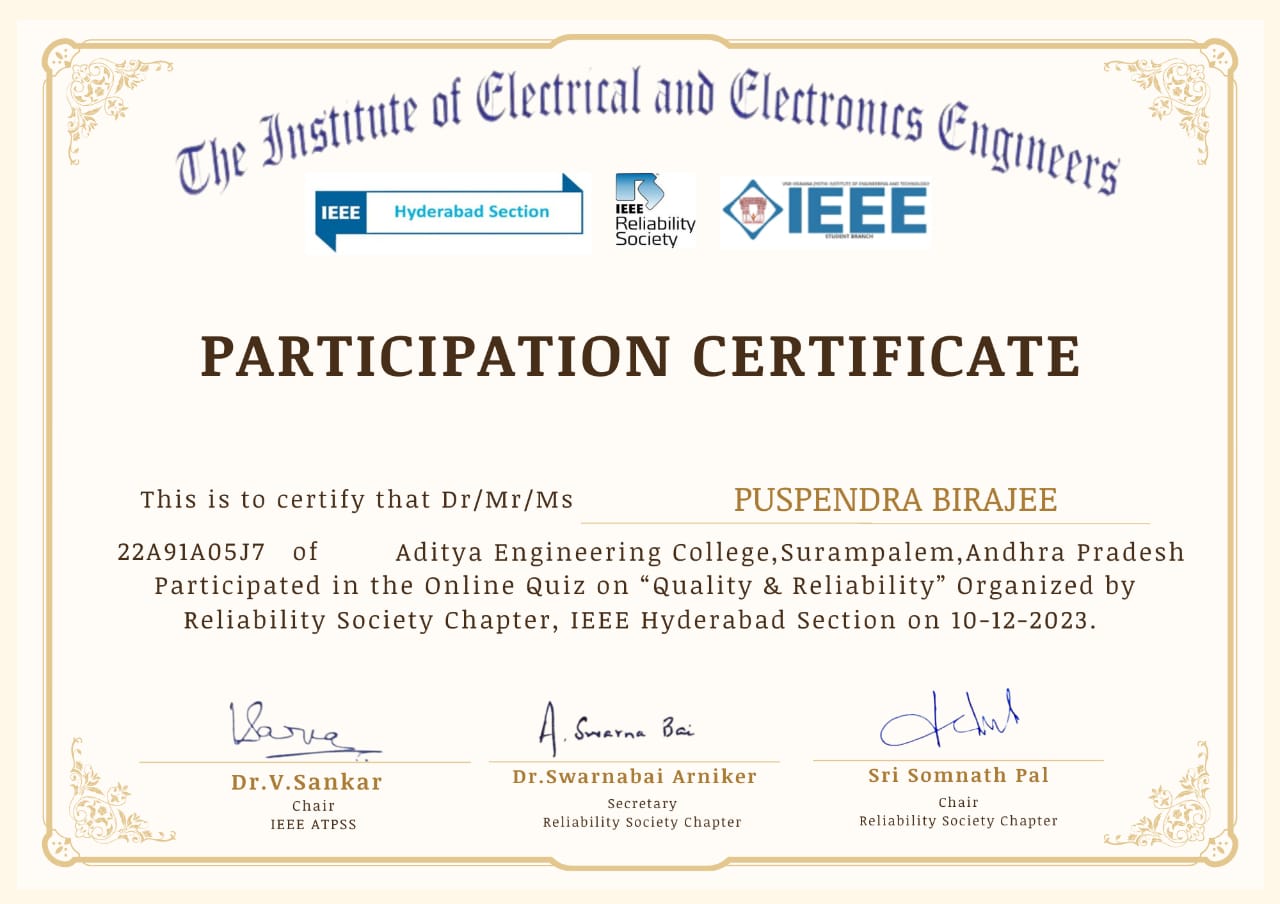 The Institute of Electrical and Electronics Engineers
IEEE Hyderabad Section
IEEE
Reliability
Society
IEEE
STUDENT BRANCH
PARTICIPATION CERTIFICATE
This is to certify that Dr/Mr/Ms PUSPENDRA BIRAJEE
22A91A05J7 of Aditya Engineering College,Surampalem,Andhra Pradesh
Participated in the Online Quiz on “Quality & Reliability” Organized by
Reliability Society Chapter, IEEE Hyderabad Section on 10-12-2023.
A. Swarna Bai
Dr.V.Sankar
Chair
IEEE ATPSS
Dr.Swarnabai Arniker
Secretary
Reliability Society Chapter
Sri Somnath Pal
Chair
Reliability Society Chapter